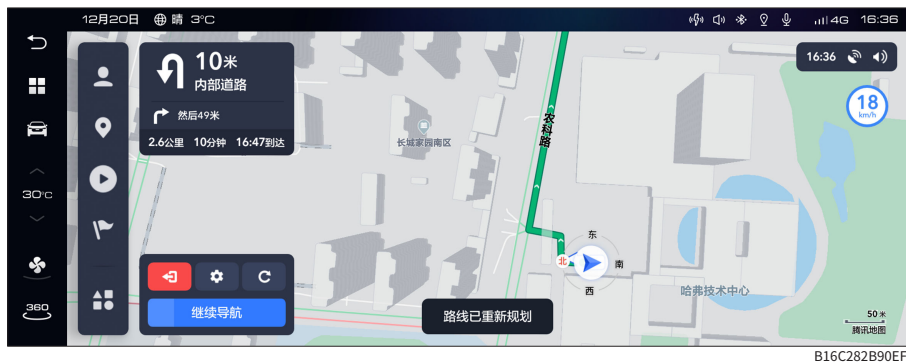 12月20日 晴 3℃
4G 16:36
10米
内部道路
然后49米
2.6公里 10分钟 16:47到达
16:36
18
km/h
农科路
长城家园南区
30℃
东
北
南
西
哈弗技术中心
继续导航
路线已重新规划
360
50米
腾讯地图
B16C282B90EF